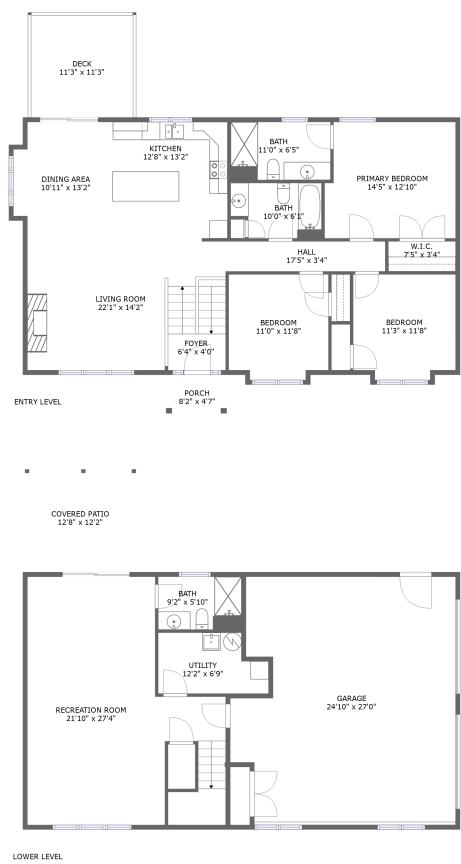 DECK
11'3" x 11'3"
KITCHEN
12'8" x 13'2"
BATH
11'0" x 6'5"
DINING AREA
10'11" x 13'2"
PRIMARY BEDROOM
14'5" x 12'10"
BATH
10'0" x 6'1"
HALL
17'5" x 3'4"
W.I.C.
7'5" x 3'4"
LIVING ROOM
22'1" x 14'2"
BEDROOM
11'0" x 11'8"
BEDROOM
11'3" x 11'8"
FOYER
6'4" x 4'0"
PORCH
8'2" x 4'7"
ENTRY LEVEL
COVERED PATIO
12'8" x 12'2"
BATH
9'2" x 5'10"
UTILITY
12'2" x 6'9"
RECREATION ROOM
21'10" x 27'4"
GARAGE
24'10" x 27'0"
LOWER LEVEL